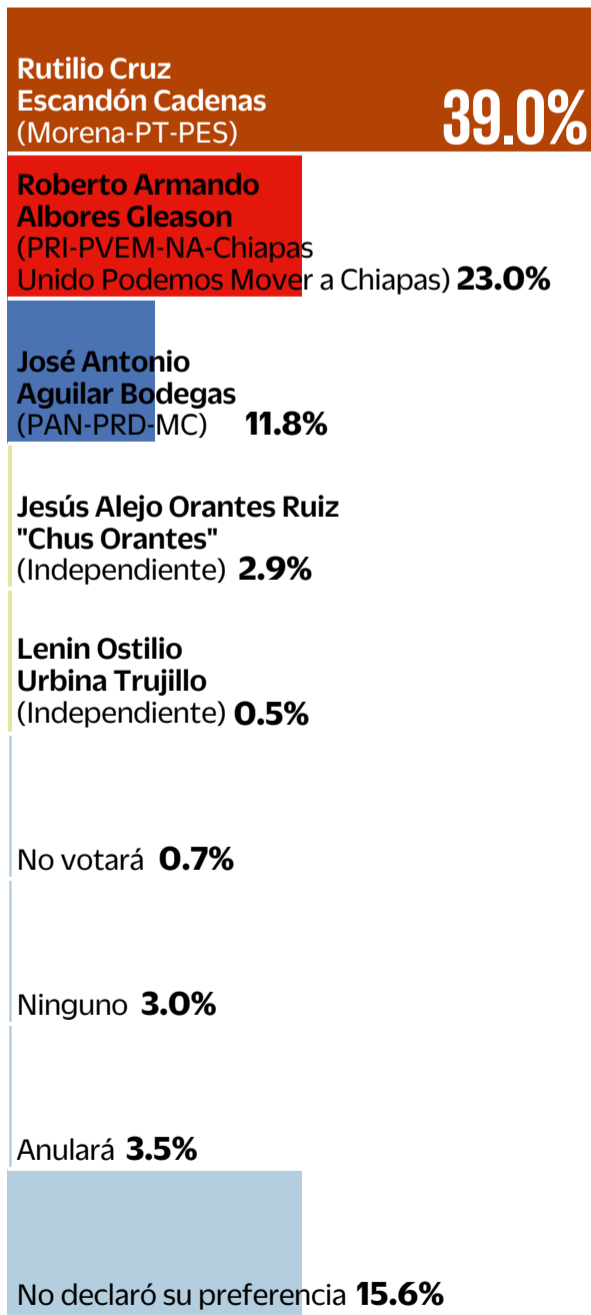 Rutilio Cruz
Escandón Cadenas
(Morena-PT-PES) 39.0%
Roberto Armando
Albores Gleason
(PRI-PVEM-NA-Chiapas
Unido Podemos Mover a Chiapas) 23.0%
José Antonio
Aguilar Bodegas
(PAN-PRD-MC) 11.8%
Jesús Alejo Orantes Ruiz
"Chus Orantes"
(Independiente) 2.9%
Lenin Ostilio
Urbina Trujillo
(Independiente) 0.5%
No votará 0.7%
Ninguno 3.0%
Anulará 3.5%
No declaró su preferencia 15.6%